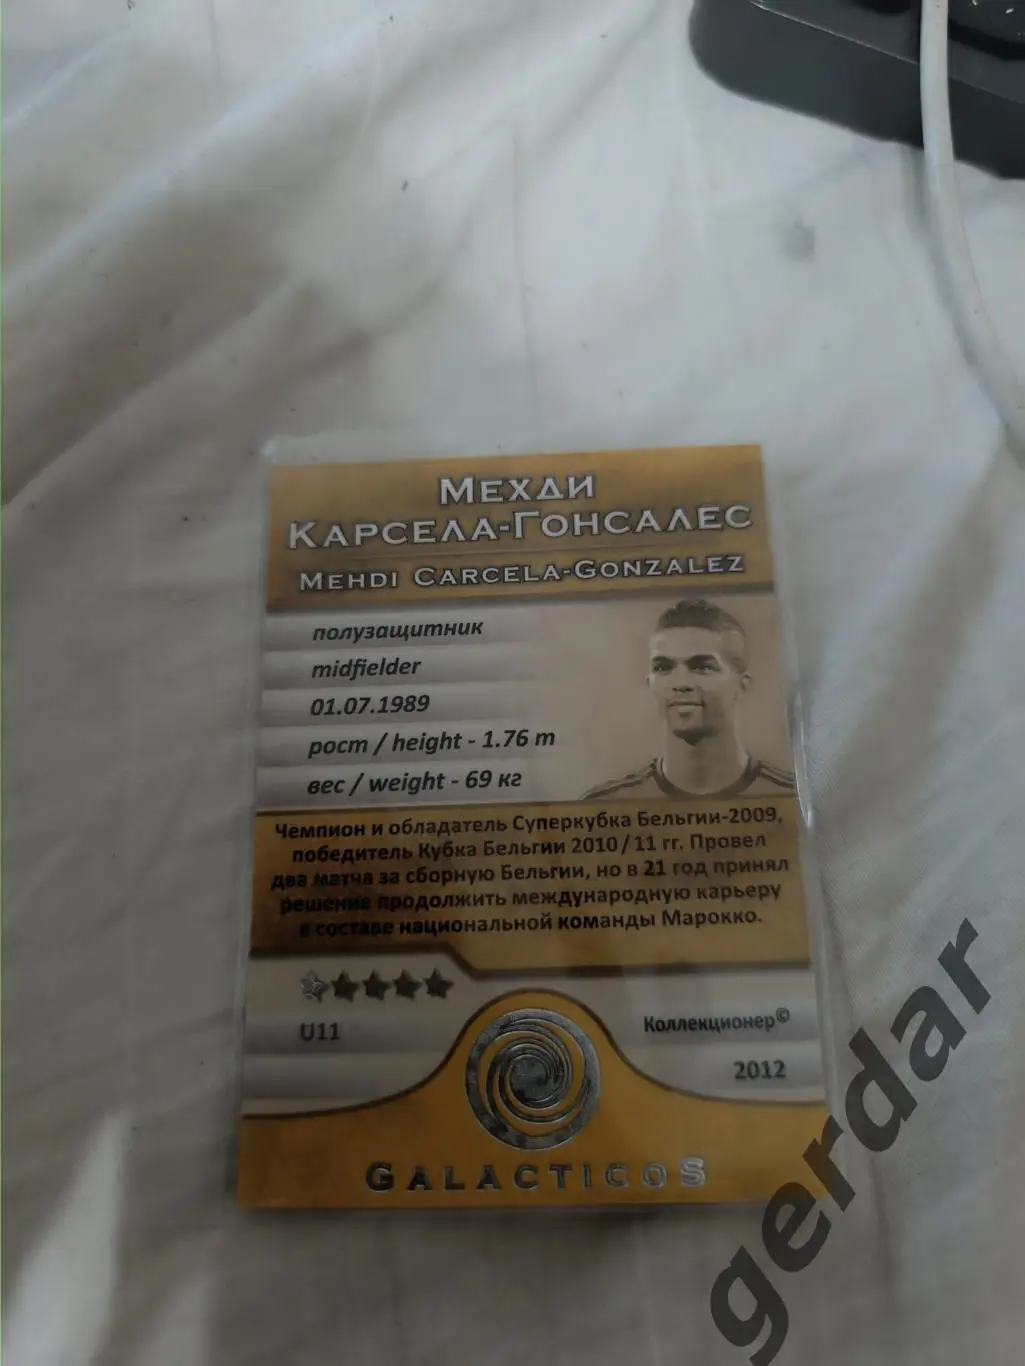 Мехди
Карсела-Гонсалес
Mehdi Carcela-Gonzalez
полузащитник
midfielder
01.07.1989
рост / height - 1.76 m
вес / weight - 69 кг
Чемпион и обладатель Суперкубка Бельгии-2009,
победитель Кубка Бельгии 2010/11 гг. Провел
два матча за сборную Бельгии, но в 21 год принял
решение продолжить международную карьеру
в составе национальной команды Марокко.
U11
Коллекционер©
2012
Galacticos
gerdar